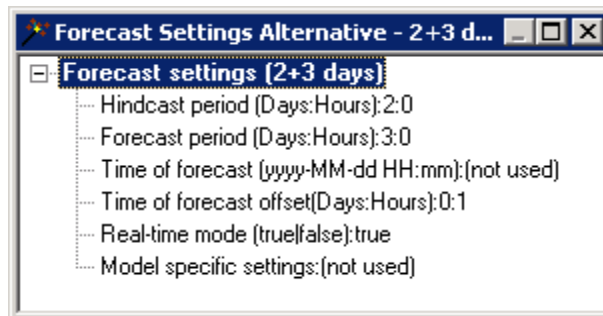 Forecast Settings Alternative - 2+3 d...
Forecast settings (2+3 days)
Hindcast period (Days:Hours):2:0
Forecast period (Days:Hours):3:0
Time of forecast (yyyy-MM-dd HH:mm):(not used)
Time of forecast offset(Days:Hours):0:1
Real-time mode (true|false):true
Model specific settings:(not used)